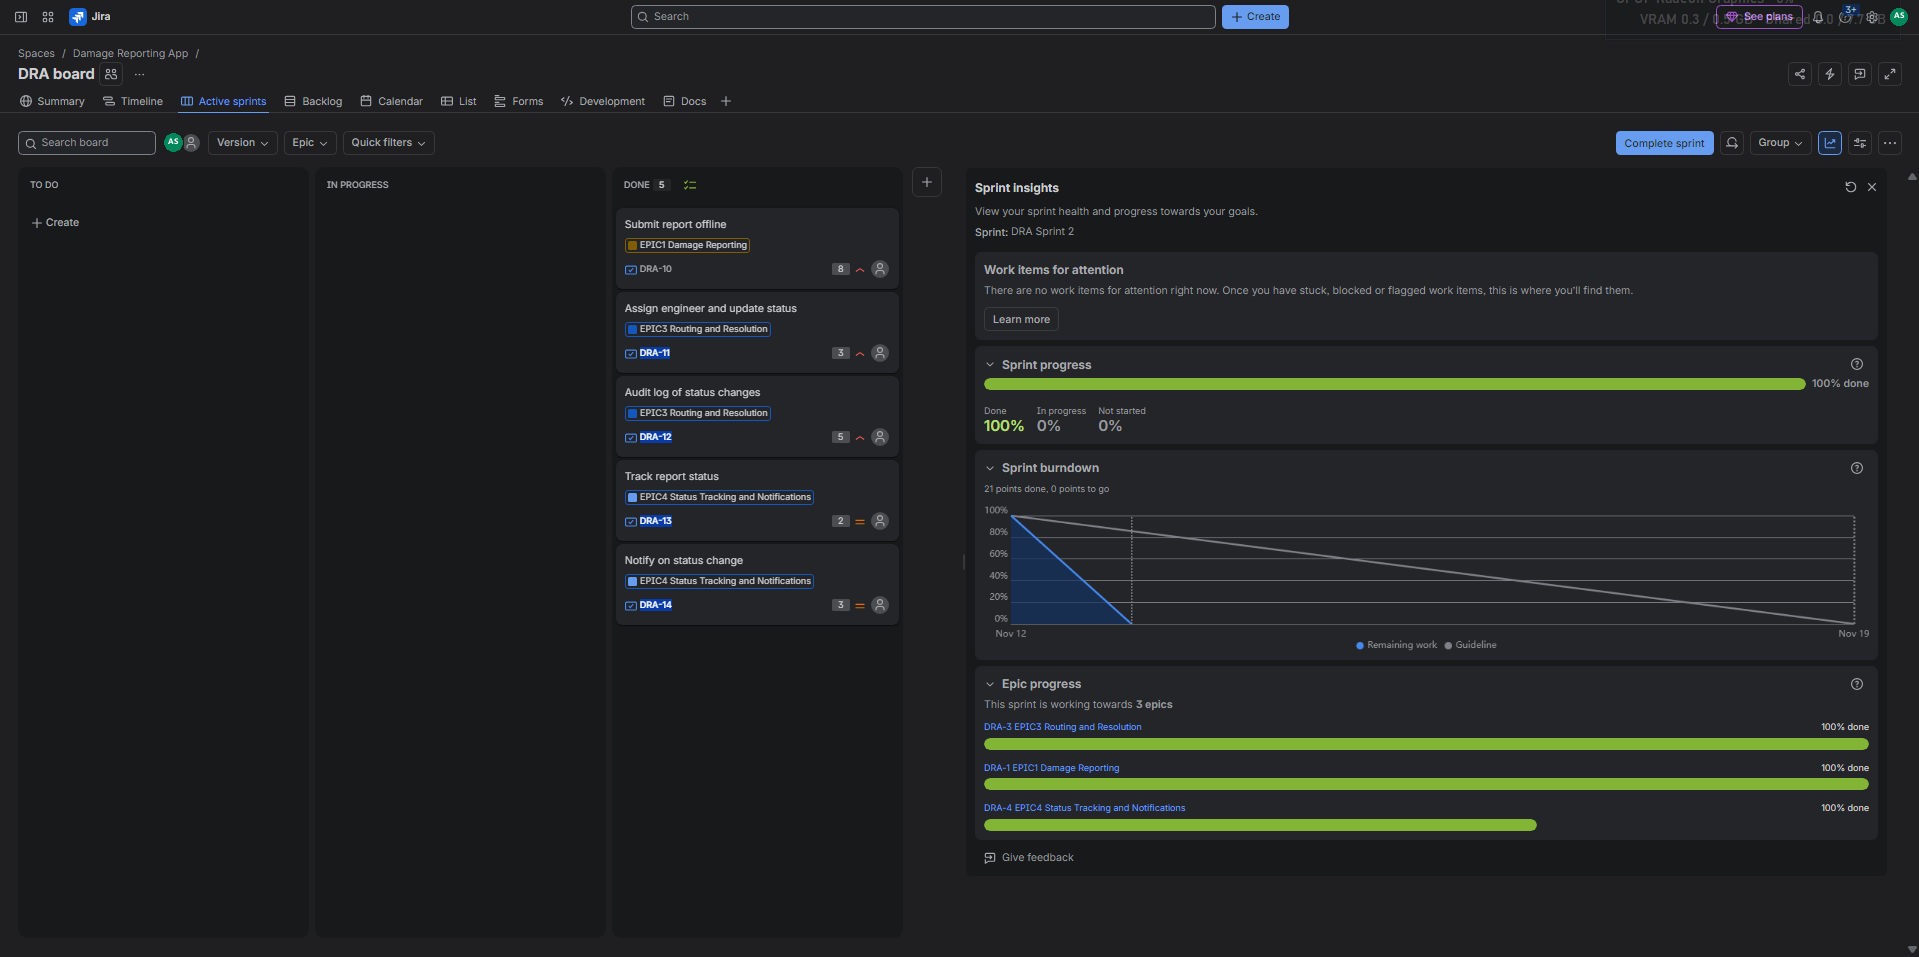 Jira
Search
Create
See plans
3+
AS
VRAM 0.3 /
Spaces / Damage Reporting App /
DRA board
Summary
Timeline
Active sprints
Backlog
Calendar
List
Forms
Development
Docs
Search board
AS
Version
Epic
Quick filters
Complete sprint
Group
TO DO
Create
IN PROGRESS
DONE 5
Submit report offline
EPIC1 Damage Reporting
DRA-10
8
Assign engineer and update status
EPIC3 Routing and Resolution
DRA-11
3
Audit log of status changes
EPIC3 Routing and Resolution
DRA-12
5
Track report status
EPIC4 Status Tracking and Notifications
DRA-13
2
Notify on status change
EPIC4 Status Tracking and Notifications
DRA-14
3
Sprint insights
View your sprint health and progress towards your goals.
Sprint: DRA Sprint 2
Work items for attention
There are no work items for attention right now. Once you have stuck, blocked or flagged work items, this is where you'll find them.
Learn more
Sprint progress
100% done
Done
In progress
Not started
100%
0%
0%
Sprint burndown
21 points done, 0 points to go
100%
80%
60%
40%
20%
0%
Nov 12
Nov 19
Remaining work
Guideline
Epic progress
This sprint is working towards 3 epics
DRA-3 EPIC3 Routing and Resolution
100% done
DRA-1 EPIC1 Damage Reporting
100% done
DRA-4 EPIC4 Status Tracking and Notifications
100% done
Give feedback